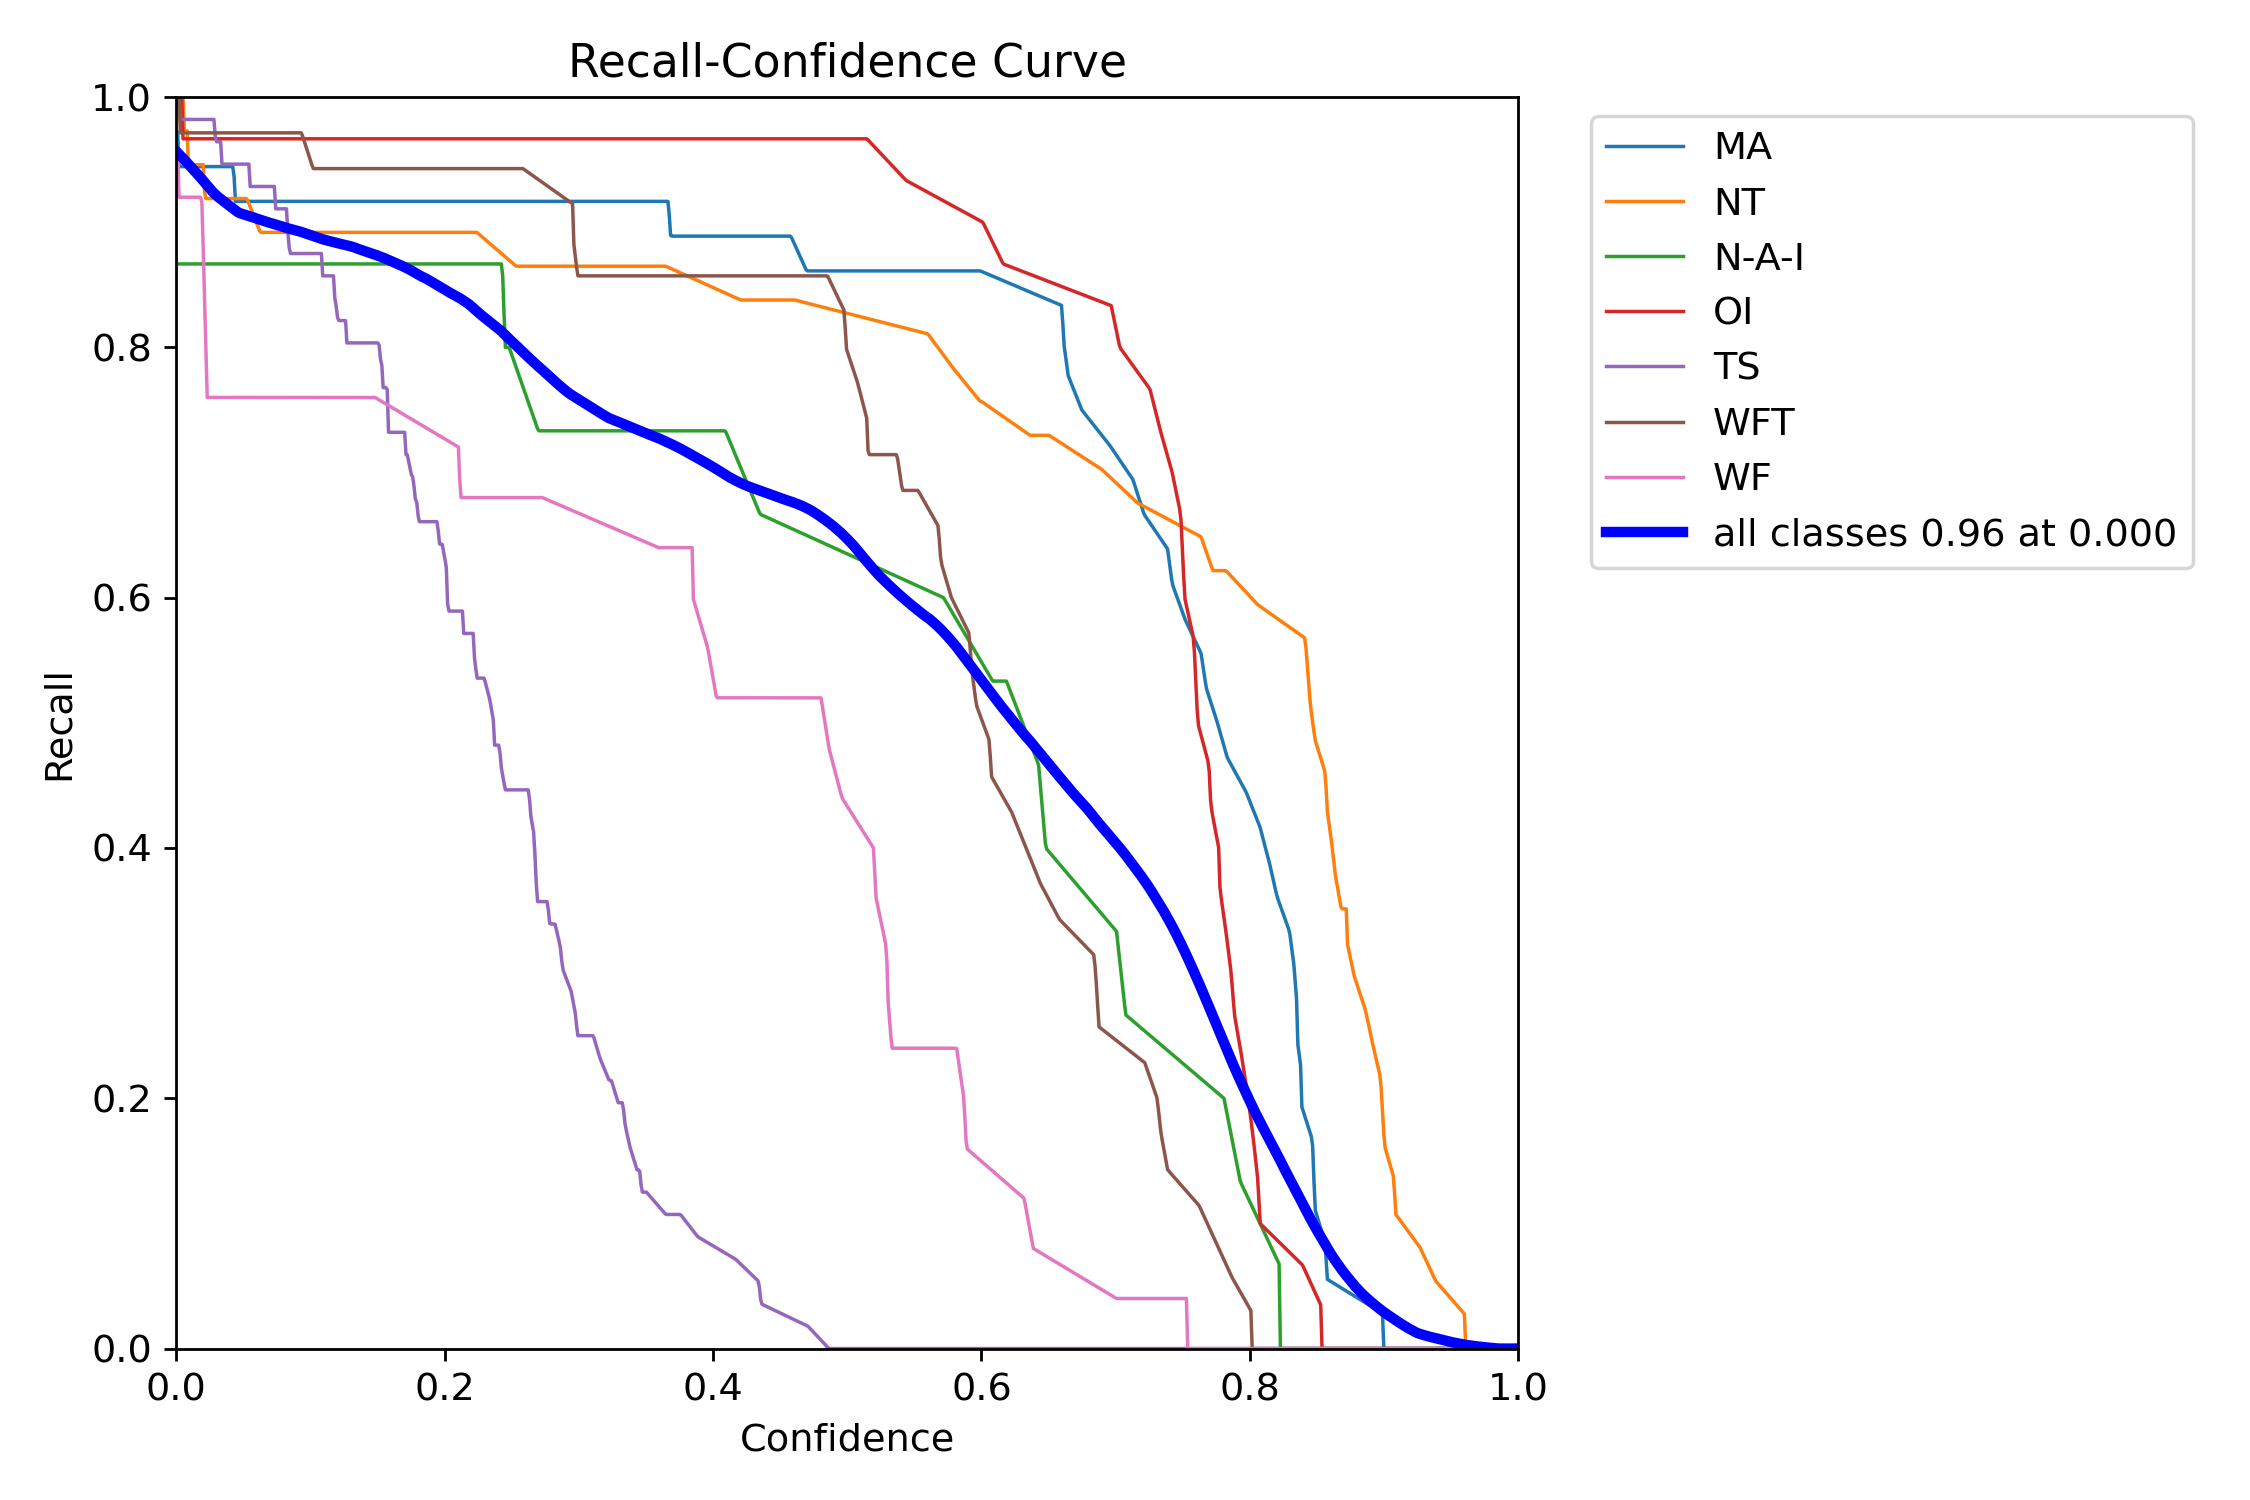 Recall-Confidence Curve
1.0
0.8
0.6
0.4
0.2
0.0
Recall
0.0 0.2 0.4 0.6 0.8 1.0
Confidence
MA
NT
N-A-I
OI
TS
WFT
WF
all classes 0.96 at 0.000